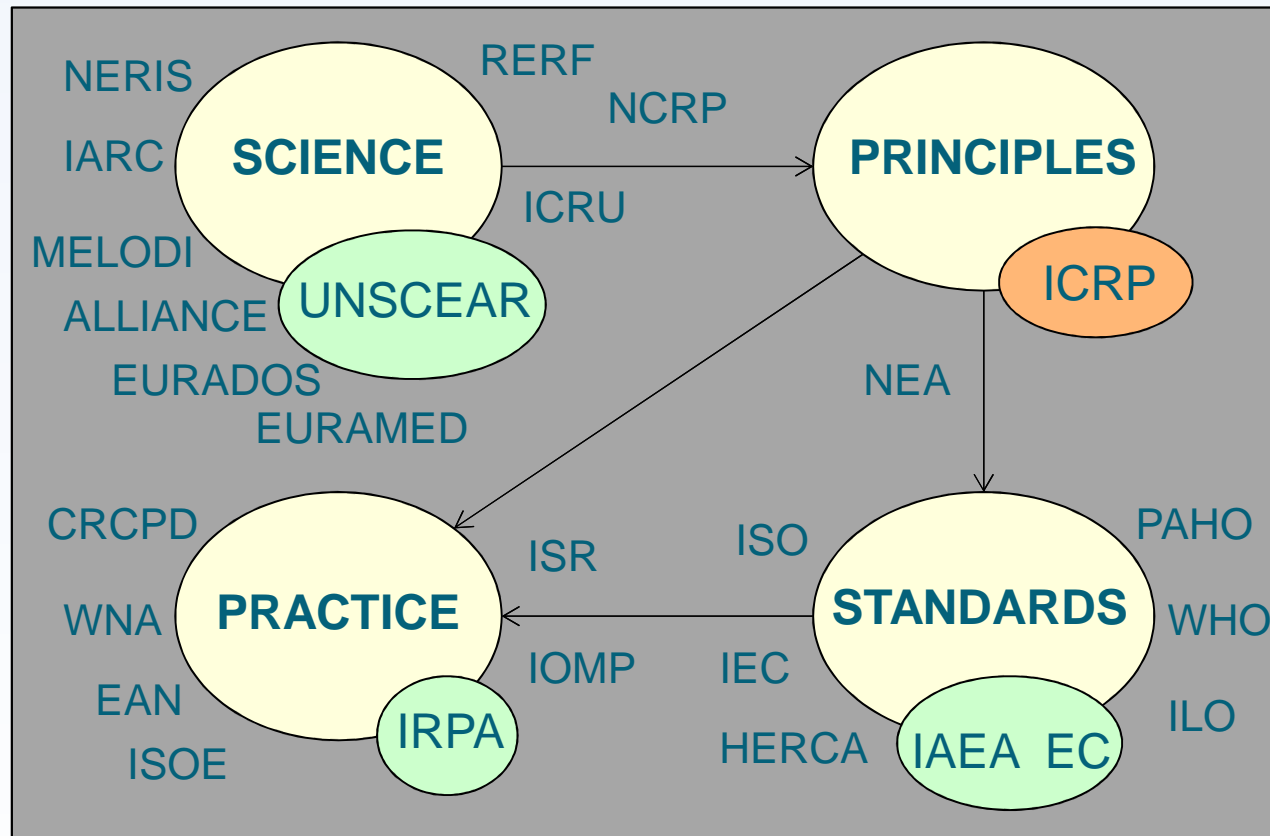 NERIS
RERF
NCRP
IARC
SCIENCE
PRINCIPLES
ICRU
MELODI
UNSCEAR
ICRP
ALLIANCE
EURADOS
NEA
EURAMED
CRCPD
ISR
ISO
PAHO
WNA
PRACTICE
STANDARDS
WHO
IOMP
IEC
EAN
IRPA
HERCA
IAEA EC
ILO
ISOE